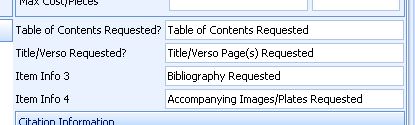 Max Cost/Pieces
Table of Contents Requested? Table of Contents Requested
Title/Verso Requested? Title/Verso Page(s) Requested
Item Info 3 Bibliography Requested
Item Info 4 Accompanying Images/Plates Requested
Citation Information